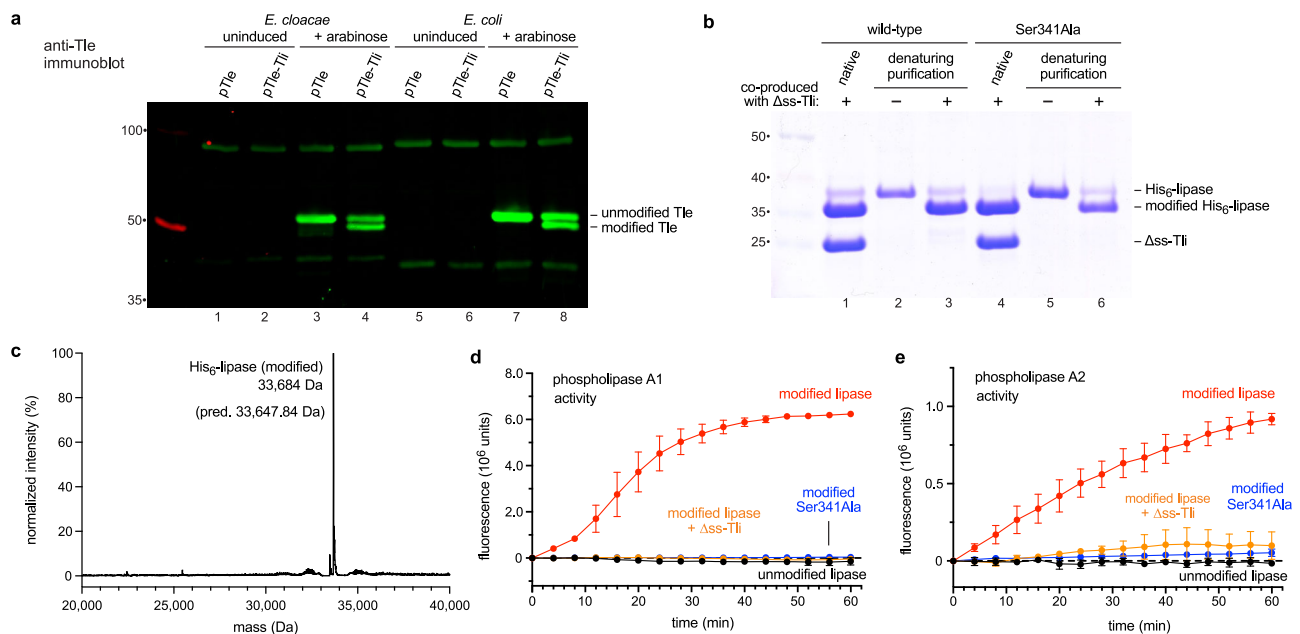 a
anti-Tle
immunoblot
E. cloacae
E. coli
uninduced
+ arabinose
uninduced
+ arabinose
pTle
pTle-Tli
pTle
pTle-Tli
pTle
pTle-Tli
pTle
pTle-Tli
100
50
35
unmodified Tle
modified Tle
1 2 3 4 5 6 7 8
b
wild-type
Ser341Ala
native
denaturing
purification
native
denaturing
purification
co-produced
with Δss-Tli:
+ − + + − +
50
40
35
25
His6-lipase
modified His6-lipase
Δss-Tli
1 2 3 4 5 6
c
normalized intensity (%)
100
80
60
40
20
0
His6-lipase (modified)
33,684 Da
(pred. 33,647.84 Da)
20,000 25,000 30,000 35,000 40,000
mass (Da)
d
phospholipase A1
activity
fluorescence (10^6 units)
8.0
6.0
4.0
2.0
0
modified lipase
modified
Ser341Ala
modified lipase
+ Δss-Tli
unmodified lipase
0 10 20 30 40 50 60
time (min)
e
phospholipase A2
activity
fluorescence (10^6 units)
1.0
0.5
0
modified lipase
modified
Ser341Ala
modified lipase
+ Δss-Tli
unmodified lipase
0 10 20 30 40 50 60
time (min)